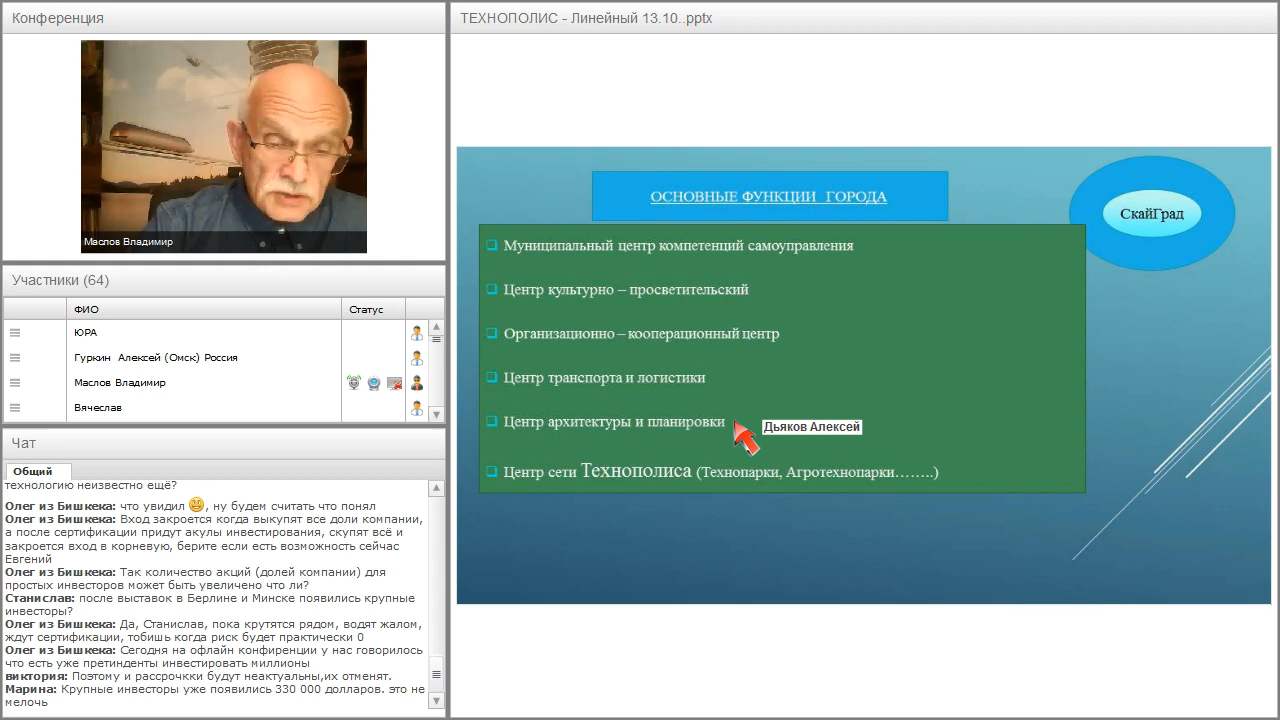 Конференция
Маслов Владимир
Участники (64)
ФИО
Статус
ЮРА
Гуркин Алексей (Омск) Россия
Маслов Владимир
Вячеслав
Чат
Общий
технологию неизвестно ещё?
Олег из Бишкека: что увидил , ну будем считать что понял
Олег из Бишкека: Вход закроется когда выкупят все доли компании,
а после сертификации придут акулы инвестирования, скупят всё и
закроется вход в корневую, берите если есть возможность сейчас
Евгений
Олег из Бишкека: Так количество акций (долей компании) для
простых инвесторов может быть увеличено что ли?
Станислав: после выставок в Берлине и Минске появились крупные
инвесторы?
Олег из Бишкека: Да, Станислав, пока крутятся рядом, водят жалом,
ждут сертификации, тобишь когда риск будет практически 0
Олег из Бишкека: Сегодня на офлайн конфиренции у нас говорилось
что есть уже претинденты инвестировать миллионы
виктория: Поэтому и рассрочкки будут неактуальны,их отменят.
Марина: Крупные инвесторы уже появились 330 000 долларов. это не
мелочь
ТЕХНОПОЛИС - Линейный 13.10..pptx
ОСНОВНЫЕ ФУНКЦИИ ГОРОДА
СкайГрад
Муниципальный центр компетенций самоуправления
Центр культурно – просветительский
Организационно – кооперационный центр
Центр транспорта и логистики
Центр архитектуры и планировки
Дьяков Алексей
Центр сети Технополиса (Технопарки, Агротехнопарки……..)